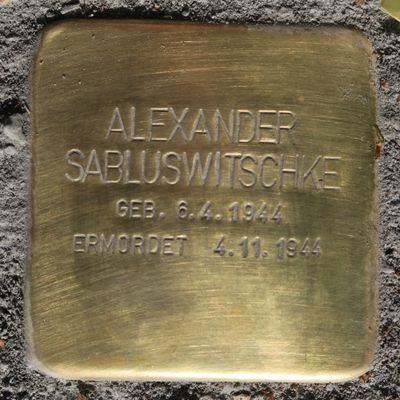 ALEXANDER
SABLUSWITSCHKE
GEB. 6.4.1944
ERMORDET 4.11.1944